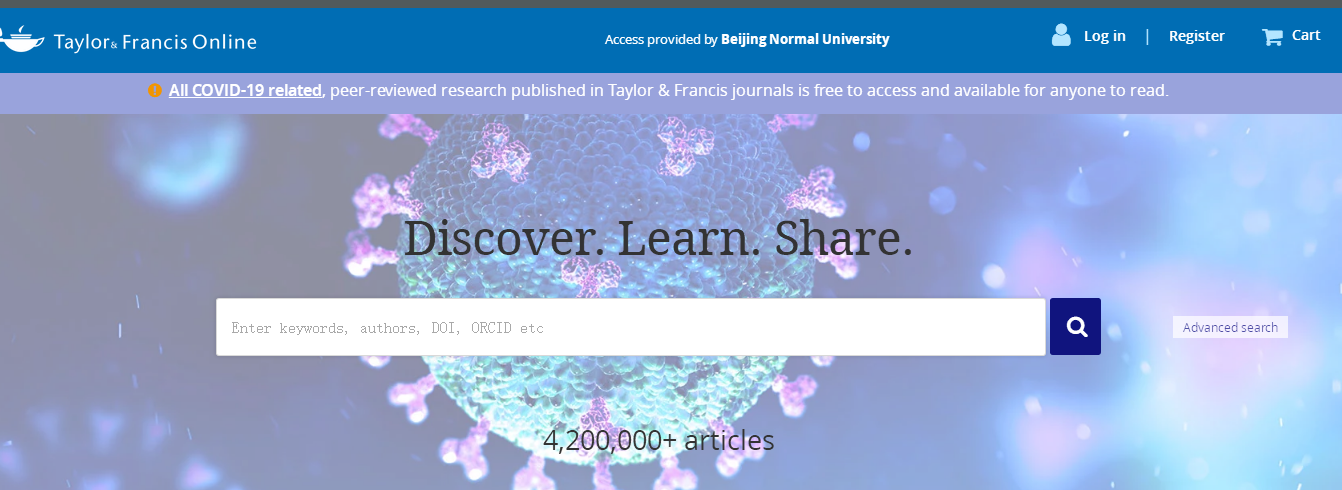 Taylor & Francis Online
Access provided by Beijing Normal University
Log in | Register
Cart
All COVID-19 related, peer-reviewed research published in Taylor & Francis journals is free to access and available for anyone to read.
Discover. Learn. Share.
Enter keywords, authors, DOI, ORCID etc
Advanced search
4,200,000+ articles